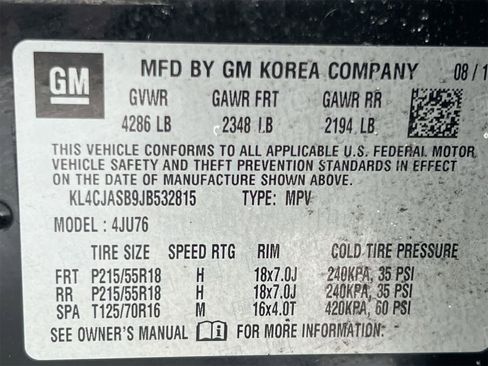 GM MFD BY GM KOREA COMPANY 08/1
GVWR GAWR FRT GAWR RR
4286 LB 2348 LB 2194 LB
THIS VEHICLE CONFORMS TO ALL APPLICABLE U.S. FEDERAL MOTOR
VEHICLE SAFETY AND THEFT PREVENTION STANDARDS IN EFFECT
ON THE DATE OF MANUFACTURE SHOWN ABOVE.
KL4CJASB9JB532815 TYPE: MPV
MODEL : 4JU76
TIRE SIZE SPEED RTG RIM COLD TIRE PRESSURE
FRT P215/55R18 H 18x7.0J 240KPA, 35 PSI
RR P215/55R18 H 18x7.0J 240KPA, 35 PSI
SPA T125/70R16 M 16x4.0T 420KPA, 60 PSI
SEE OWNER'S MANUAL FOR MORE INFORMATION